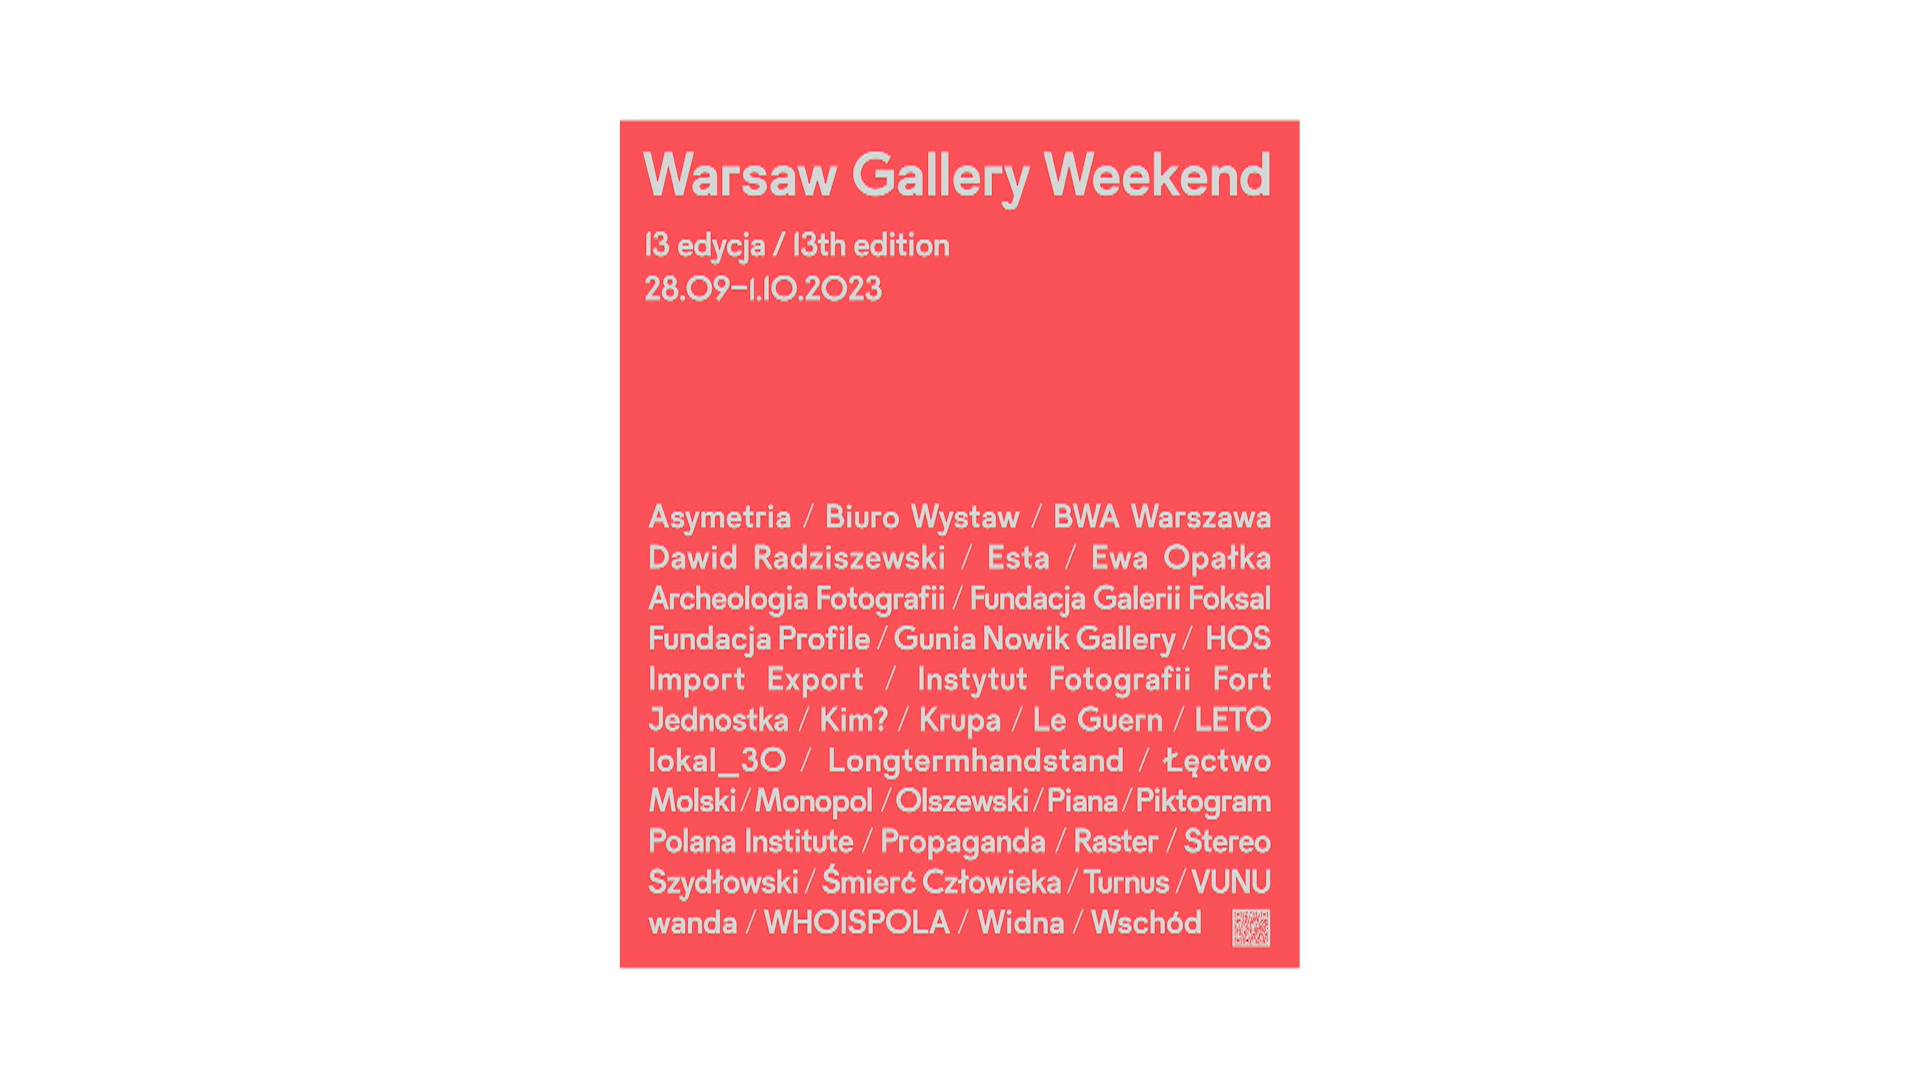 Warsaw Gallery Weekend
13 edycja / 13th edition
28.09–1.10.2023
Asymetria / Biuro Wystaw / BWA Warszawa
Dawid Radziszewski / Esta / Ewa Opałka
Archeologia Fotografii / Fundacja Galerii Foksal
Fundacja Profile / Gunia Nowik Gallery / HOS
Import Export / Instytut Fotografii Fort
Jednostka / Kim? / Krupa / Le Guern / LETO
lokal_30 / Longtermhandstand / Łęctwo
Molski / Monopol / Olszewski / Piana / Piktogram
Polana Institute / Propaganda / Raster / Stereo
Szydłowski / Śmierć Człowieka / Turnus / VUNU
wanda / WHOISPOLA / Widna / Wschód